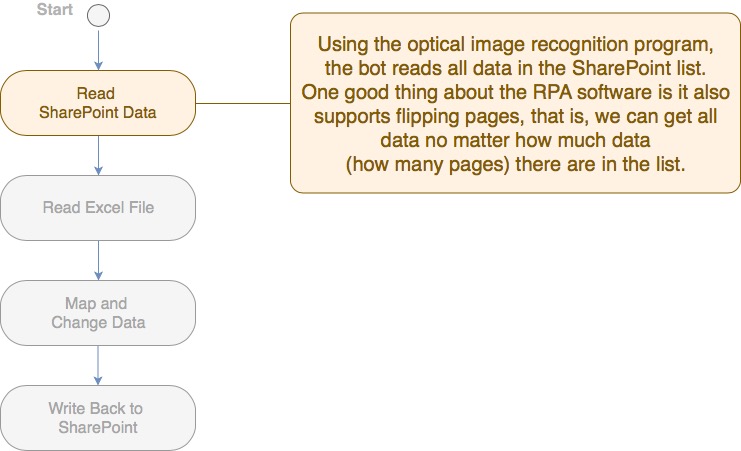 Start
Read
SharePoint Data
Using the optical image recognition program,
the bot reads all data in the SharePoint list.
One good thing about the RPA software is it also
supports flipping pages, that is, we can get all
data no matter how much data
(how many pages) there are in the list.
Read Excel File
Map and
Change Data
Write Back to
SharePoint